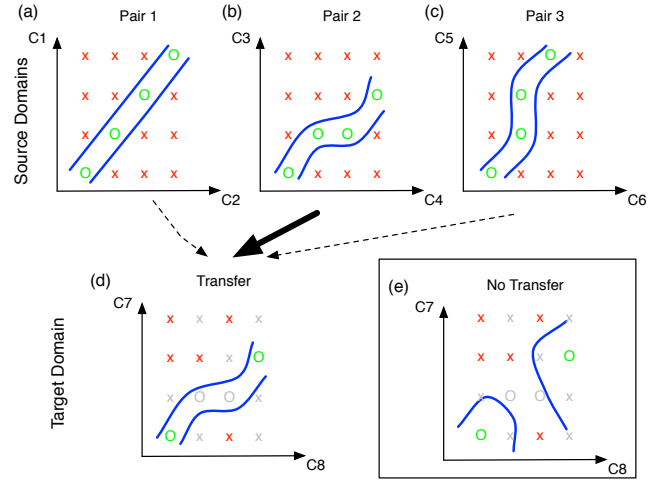 (a) Pair 1 (b) Pair 2 (c) Pair 3
C1 C3 C5
x x x O x x x x x x x O
x x O x x x x O x O x x
x O x x x O O x x O x x
O x x x O x x x O x x x
C2 C4 C6
Source Domains
(d) Transfer (e) No Transfer
C7 C7
x x x x x x x x
x x x O x x x O
x O O x x O O x
O x x x O x x x
C8 C8
Target Domain